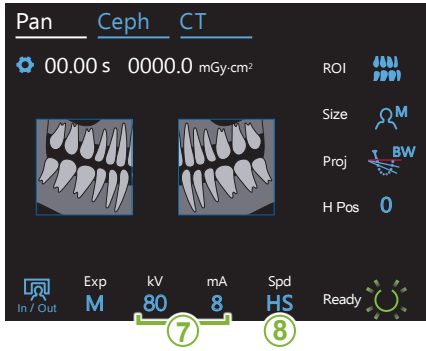 Pan Ceph CT
00.00 s 0000.0 mGy·cm²
ROI
Size M
Proj BW
H Pos 0
In / Out
Exp kV mA Spd
M 80 8 HS
Ready
7 8